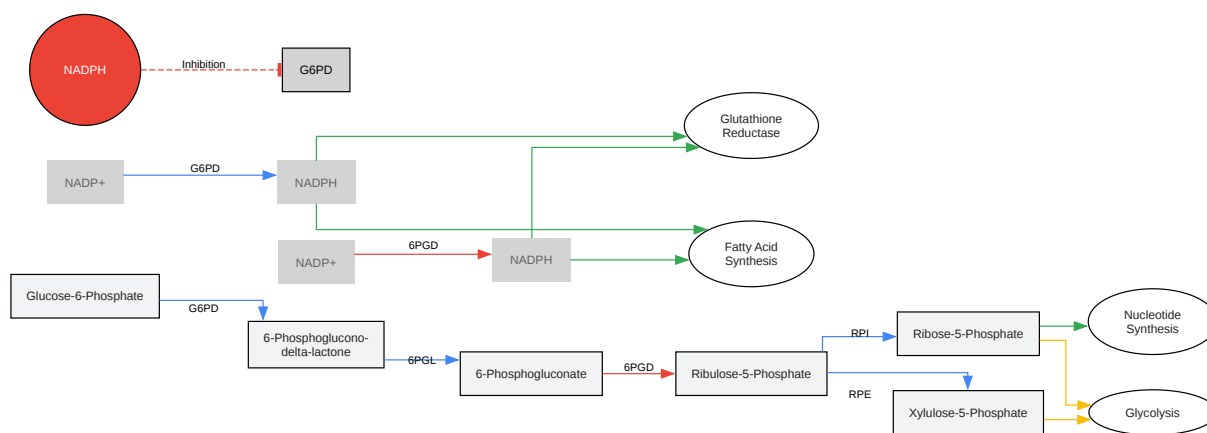 NADPH
Inhibition
G6PD
Glutathione
Reductase
NADP+
G6PD
NADPH
NADP+
6PGD
NADPH
Fatty Acid
Synthesis
Glucose-6-Phosphate
G6PD
6-Phosphoglucono-
delta-lactone
6PGL
6-Phosphogluconate
6PGD
Ribulose-5-Phosphate
RPI
Ribose-5-Phosphate
Nucleotide
Synthesis
RPE
Xylulose-5-Phosphate
Glycolysis